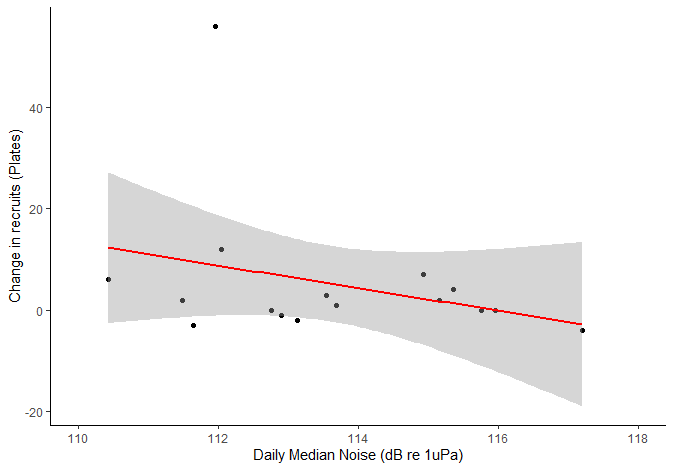 Change in recruits (Plates)
40
20
0
-20
110 112 114 116 118
Daily Median Noise (dB re 1uPa)